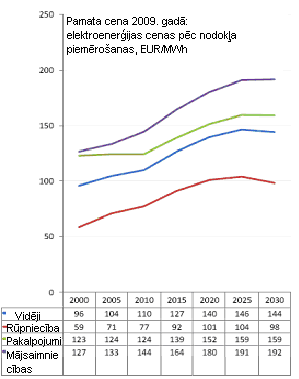 Pamata cena 2009. gadā:
elektroenerģijas cenas pēc nodokļa
piemērošanas, EUR/MWh
250
200
150
100
50
0
2000 2005 2010 2015 2020 2025 2030
Vidēji 96 104 110 127 140 146 144
Rūpniecība 59 71 77 92 101 104 98
Pakalpojumi 123 124 124 139 152 159 159
Mājsaimnie 127 133 144 164 180 191 192
cības